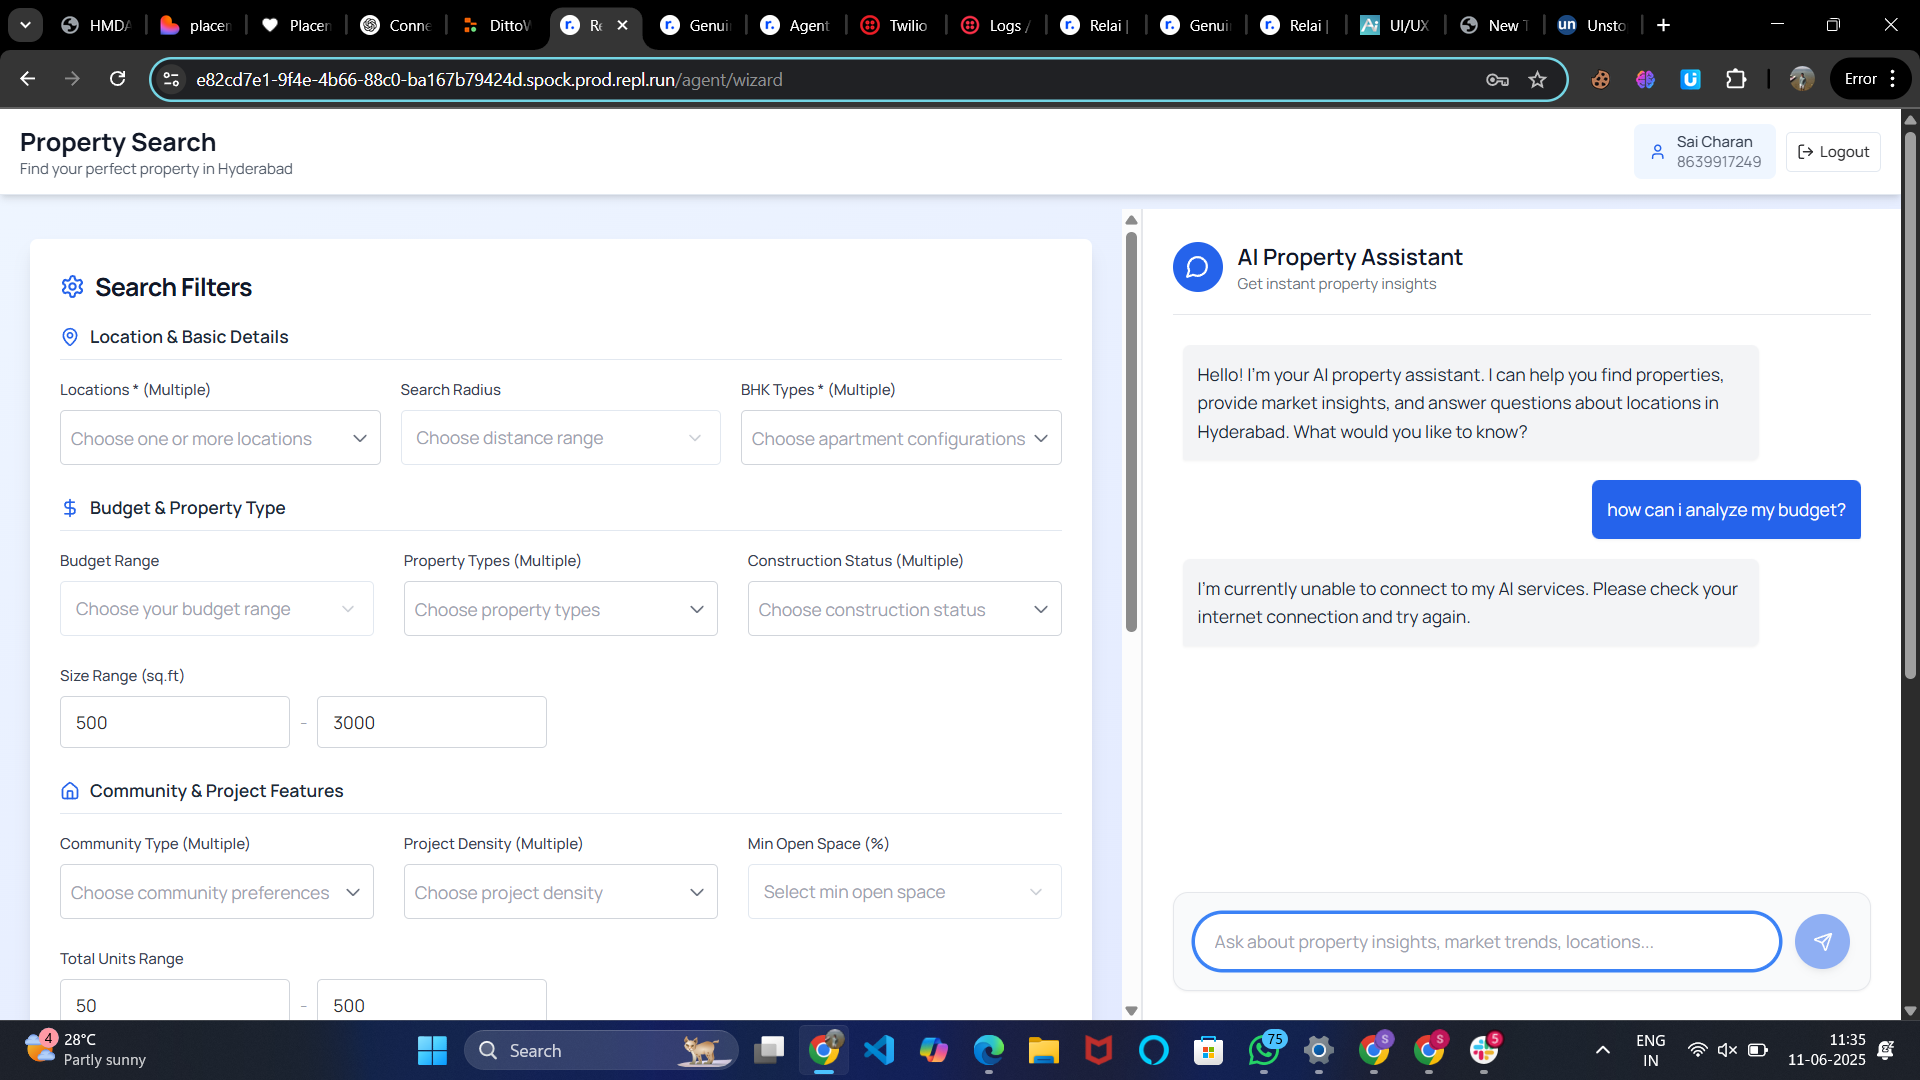 HMDA
placen
Placen
Conne
DittoW
Re
Genuin
Agent
Twilio
Logs /
Relai |
Genuin
Relai |
UI/UX
New T
un
Unsto
e82cd7e1-9f4e-4b66-88c0-ba167b79424d.spock.prod.repl.run/agent/wizard
Error
Property Search
Find your perfect property in Hyderabad
Sai Charan
8639917249
Logout
Search Filters
Location & Basic Details
Locations * (Multiple)
Search Radius
BHK Types * (Multiple)
Choose one or more locations
Choose distance range
Choose apartment configurations
Budget & Property Type
Budget Range
Property Types (Multiple)
Construction Status (Multiple)
Choose your budget range
Choose property types
Choose construction status
Size Range (sq.ft)
500
-
3000
Community & Project Features
Community Type (Multiple)
Project Density (Multiple)
Min Open Space (%)
Choose community preferences
Choose project density
Select min open space
Total Units Range
50
-
500
AI Property Assistant
Get instant property insights
Hello! I'm your AI property assistant. I can help you find properties,
provide market insights, and answer questions about locations in
Hyderabad. What would you like to know?
how can i analyze my budget?
I'm currently unable to connect to my AI services. Please check your
internet connection and try again.
Ask about property insights, market trends, locations...
4
28°C
Partly sunny
Search
75
S
S
5
ENG
IN
11:35
11-06-2025